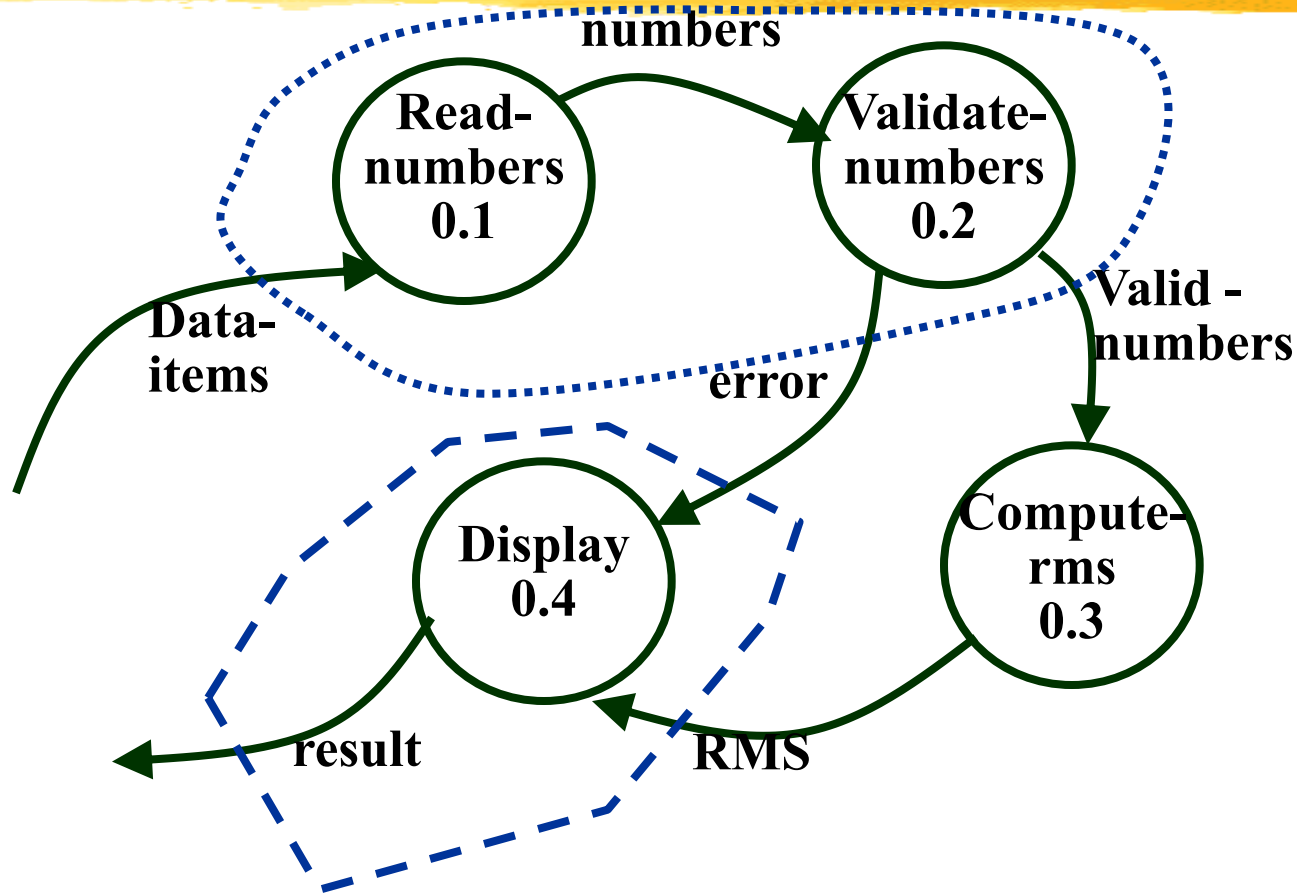 numbers
Read-
numbers
0.1
Validate-
numbers
0.2
Data-
items
Valid -
numbers
error
Display
0.4
Compute-
rms
0.3
result
RMS